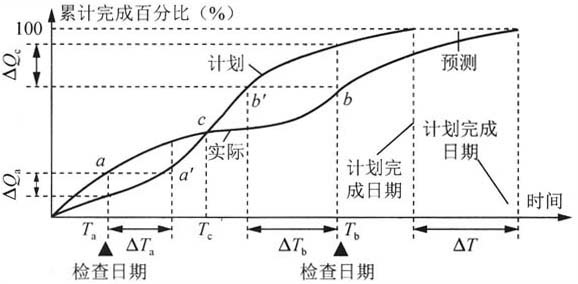 累计完成百分比（%）
100
ΔQc
计划
预测
b′
b
c
实际
计划完成日期
计划完成日期
a
a′
ΔQa
时间
Ta
ΔTa
Tc
ΔTb
Tb
ΔT
检查日期
检查日期